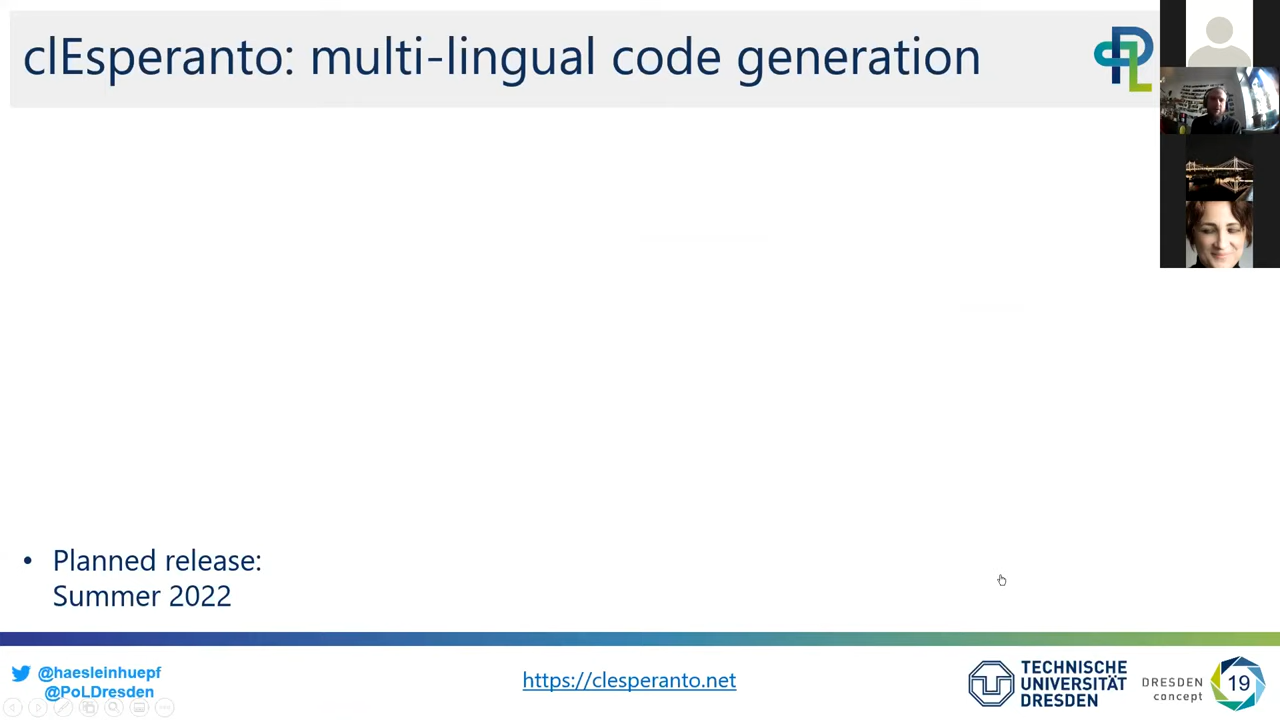 clEsperanto: multi-lingual code generation
• Planned release:
Summer 2022
@haesleinhuepf
@PoLDresden
https://clesperanto.net
TECHNISCHE
UNIVERSITÄT
DRESDEN
DRESDEN
concept
19